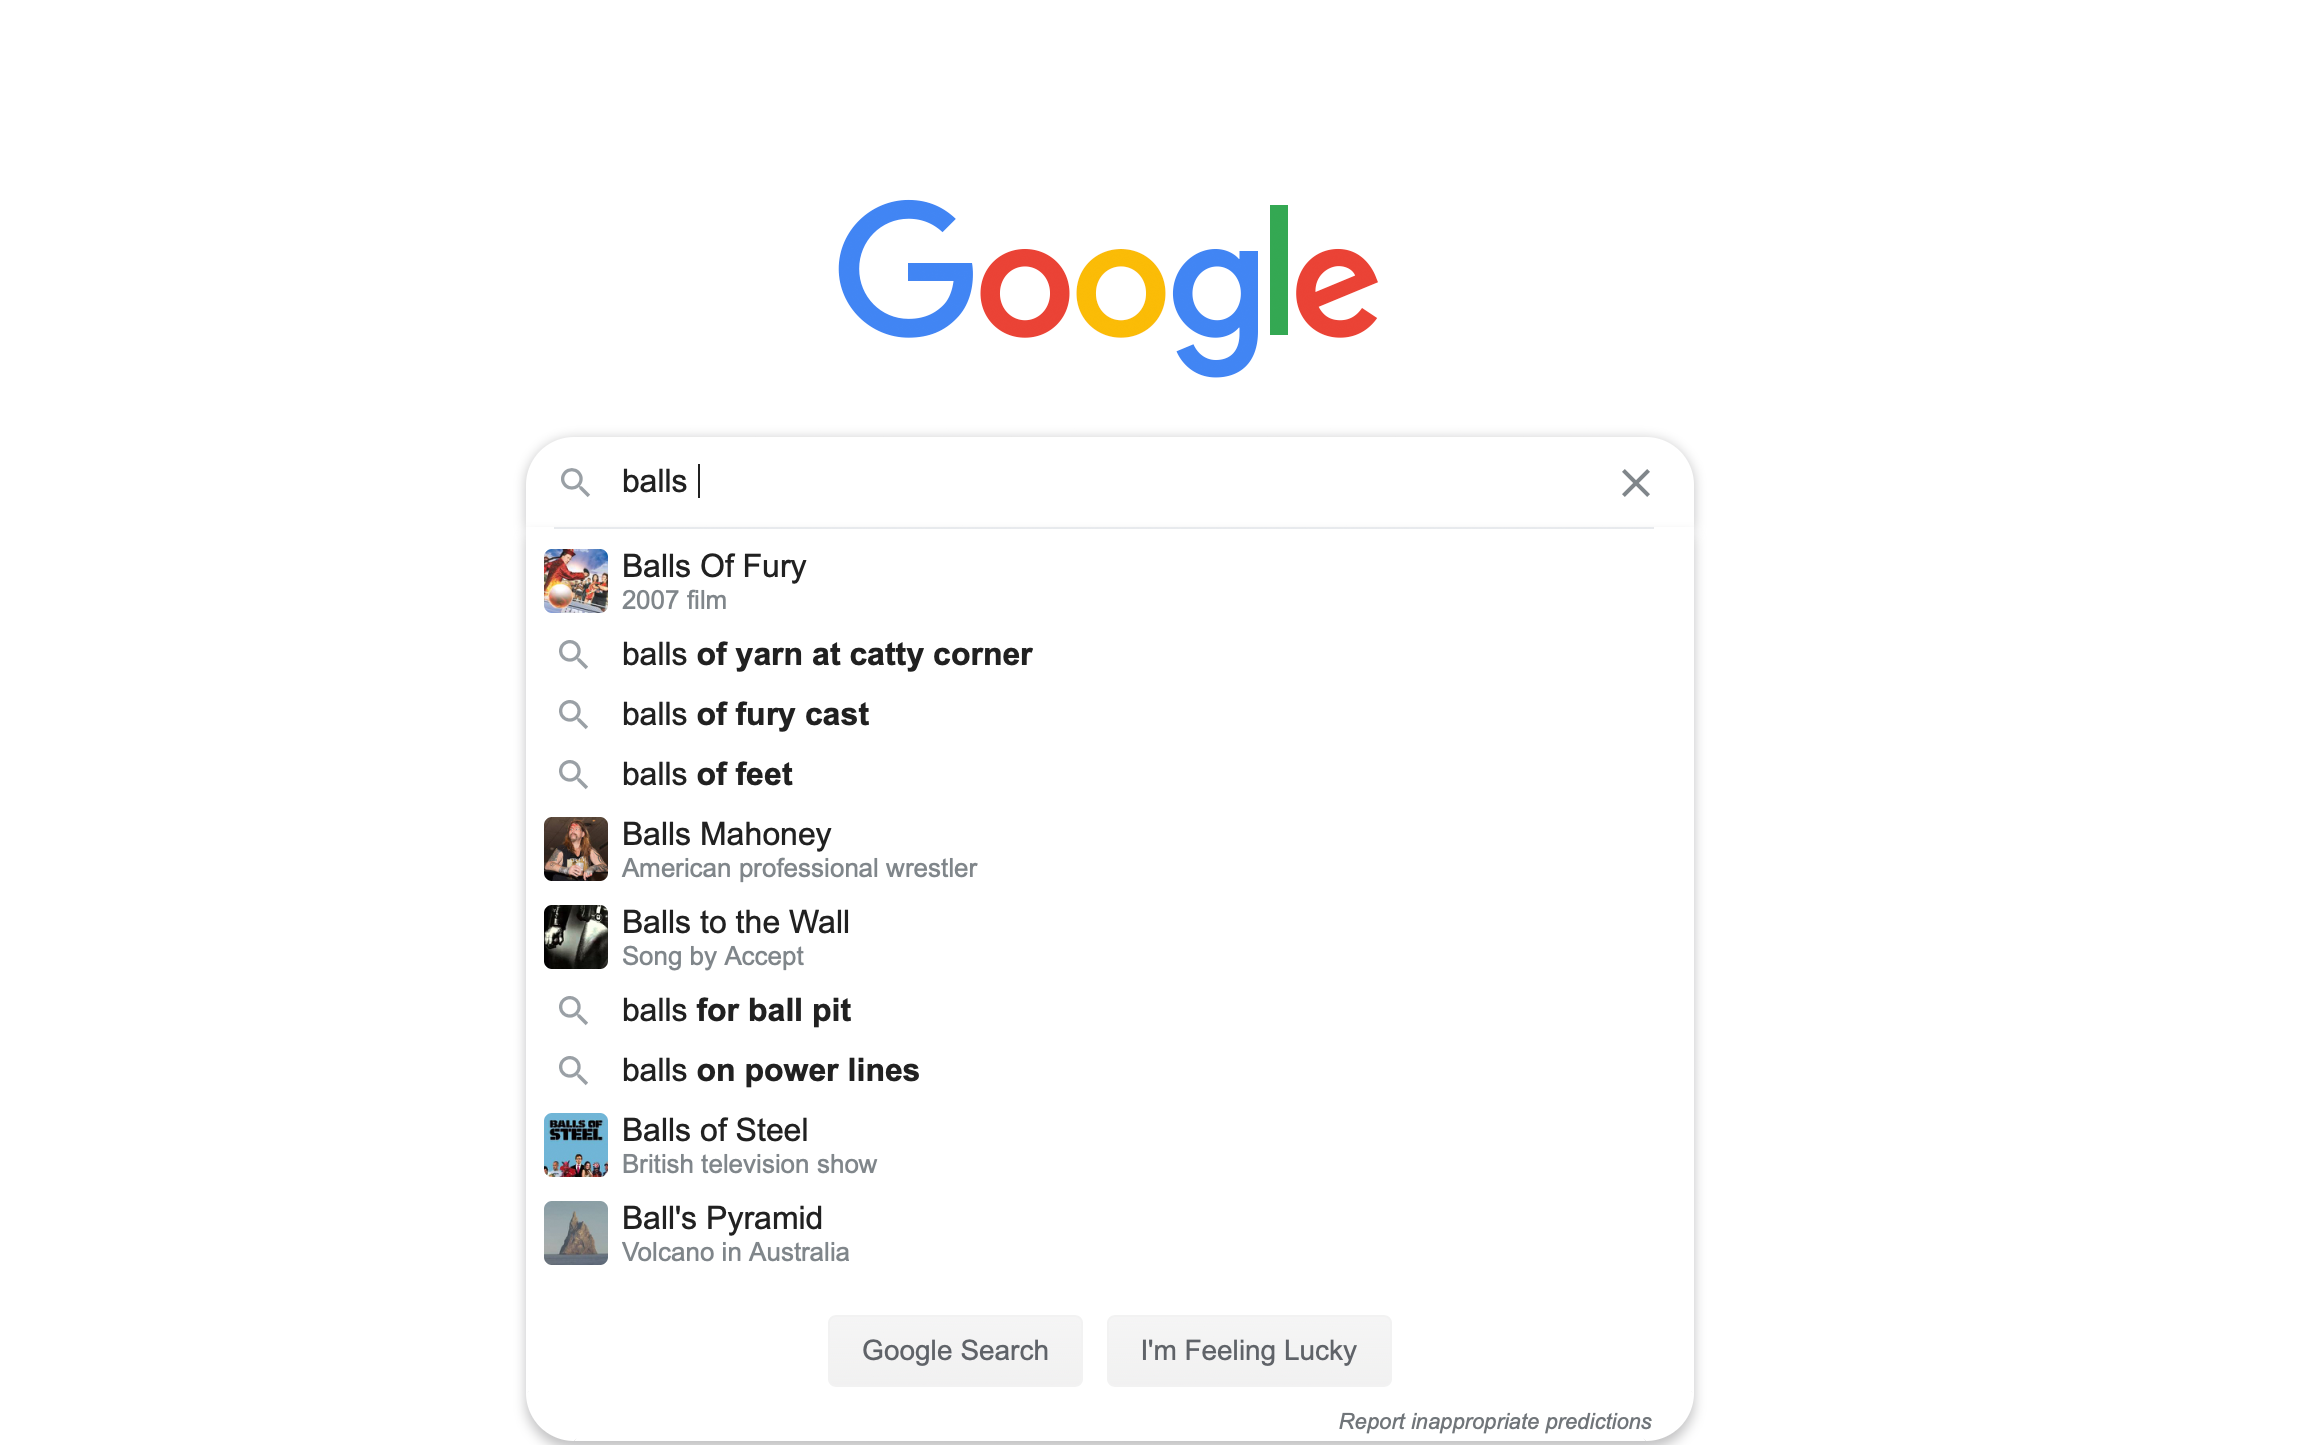 Google
balls
Balls Of Fury
2007 film
balls of yarn at catty corner
balls of fury cast
balls of feet
Balls Mahoney
American professional wrestler
Balls to the Wall
Song by Accept
balls for ball pit
balls on power lines
BALLS OF
STEEL
Balls of Steel
British television show
Ball's Pyramid
Volcano in Australia
Google Search
I'm Feeling Lucky
Report inappropriate predictions